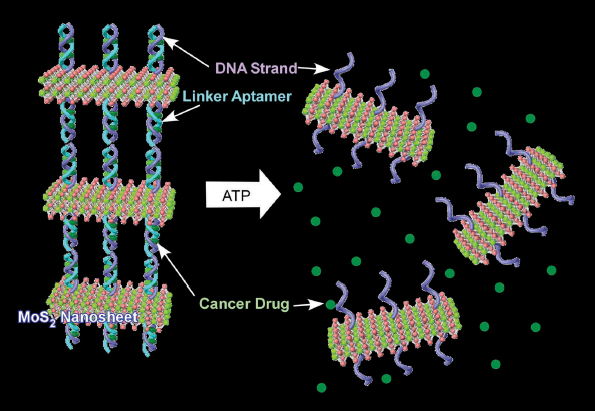 DNA Strand
Linker Aptamer
ATP
Cancer Drug
MoS2 Nanosheet